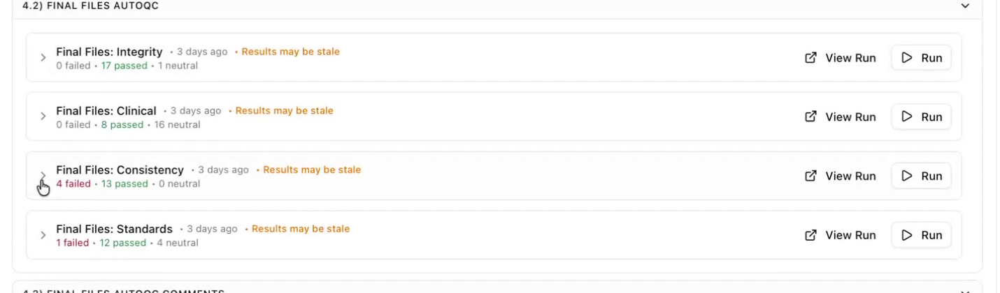 4.2) FINAL FILES AUTOQC
Final Files: Integrity • 3 days ago • Results may be stale
0 failed • 17 passed • 1 neutral
View Run
Run
Final Files: Clinical • 3 days ago • Results may be stale
0 failed • 8 passed • 16 neutral
View Run
Run
Final Files: Consistency • 3 days ago • Results may be stale
4 failed • 13 passed • 0 neutral
View Run
Run
Final Files: Standards • 3 days ago • Results may be stale
1 failed • 12 passed • 4 neutral
View Run
Run
4.3) FINAL FILES AUTOQC COMMENTS